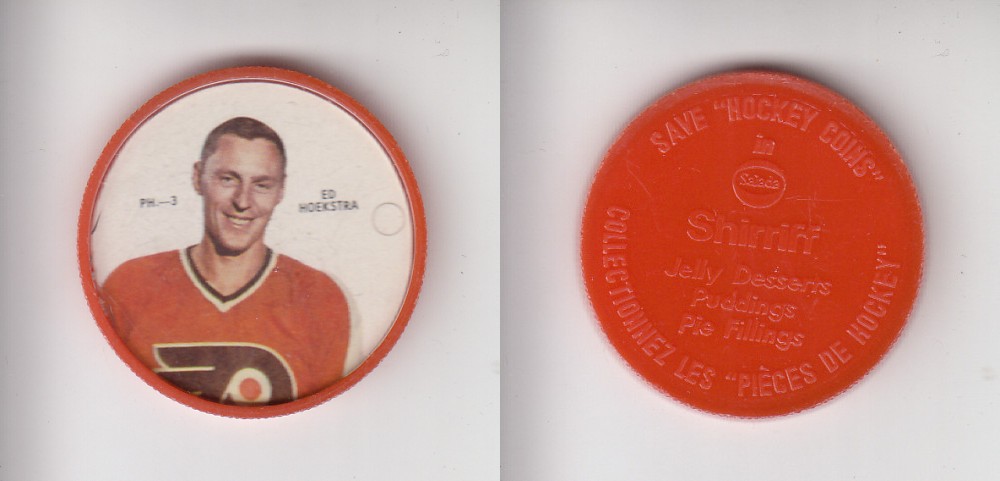 PH.—3
ED
HOEKSTRA
SAVE "HOCKEY COINS"
in
Salada
Shirriff
Jelly Desserts
Puddings /
Pie Fillings
COLLECTIONNEZ LES "PIÈCES DE HOCKEY"